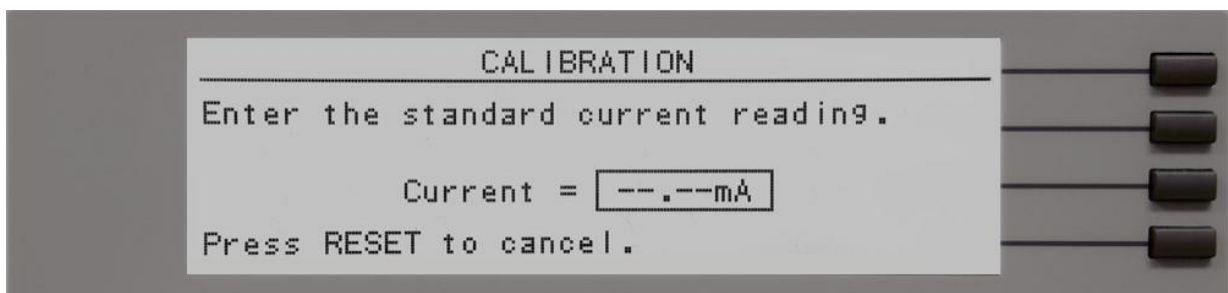 CALIBRATION
Enter the standard current reading.
Current = --.--mA
Press RESET to cancel.